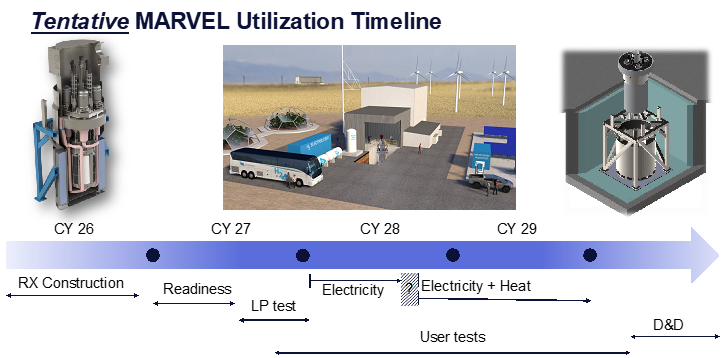 Tentative MARVEL Utilization Timeline
H2
CY 26
CY 27
CY 28
CY 29
RX Construction
Readiness
Electricity
?
Electricity + Heat
LP test
User tests
D&D